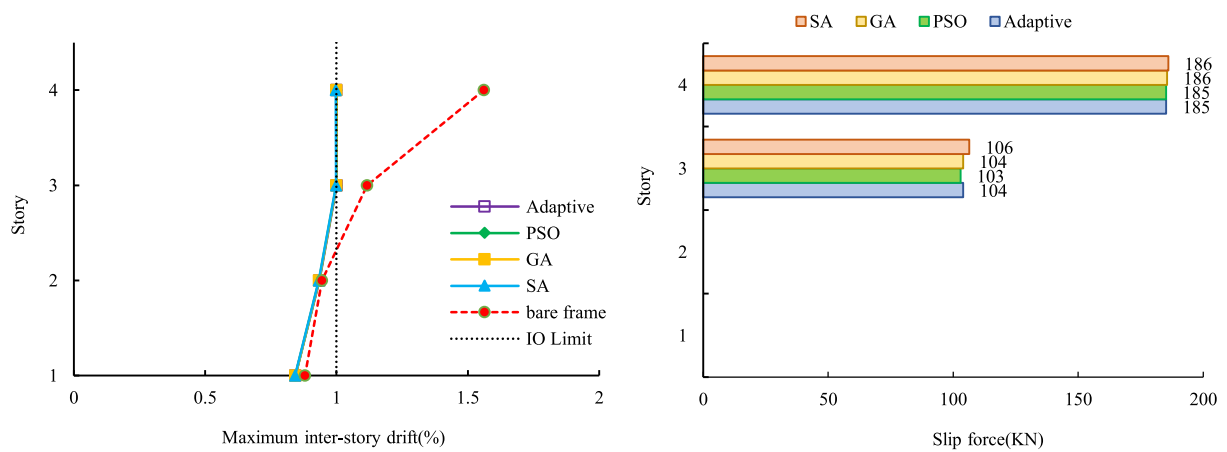 4
3
2
1
Story
0
0.5
1
1.5
2
Maximum inter-story drift(%)
Adaptive
PSO
GA
SA
bare frame
IO Limit
SA GA PSO Adaptive
4
3
2
1
Story
186
186
185
185
106
104
103
104
0
50
100
150
200
Slip force(KN)